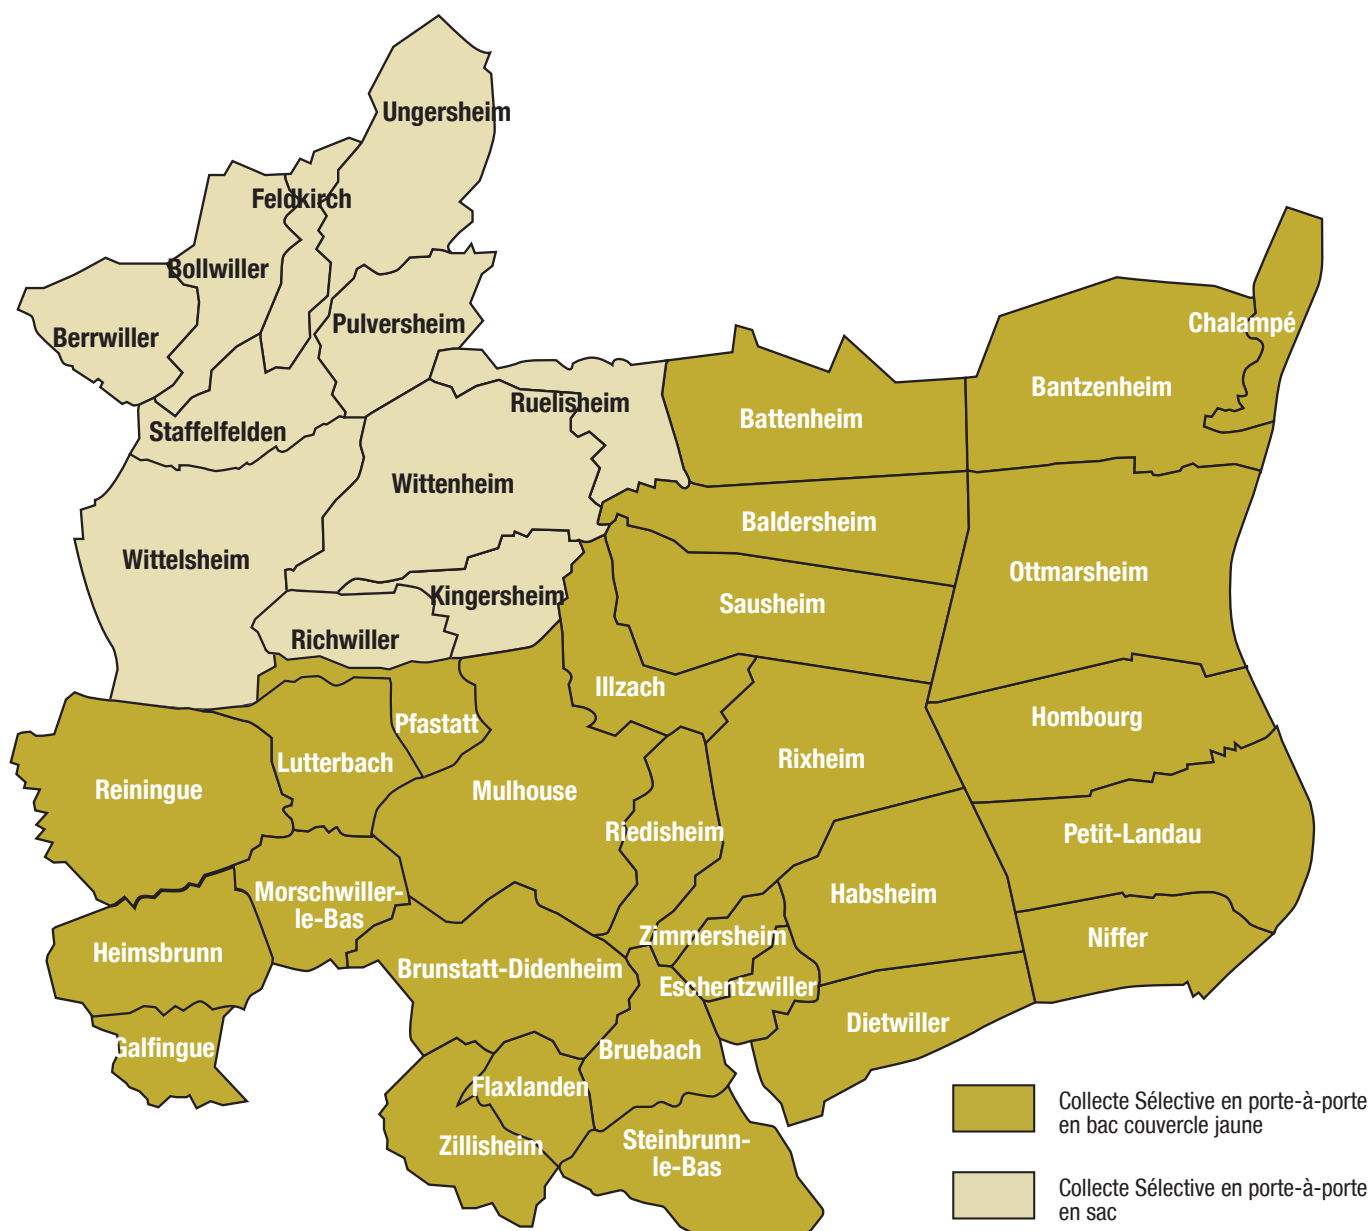 Ungersheim
Feldkirch
Bollwiller
Berrwiller
Pulversheim
Chalampé
Bantzenheim
Ruelisheim
Battenheim
Staffelfelden
Wittenheim
Baldersheim
Wittelsheim
Ottmarsheim
Kingersheim
Sausheim
Richwiller
Illzach
Hombourg
Pfastatt
Lutterbach
Rixheim
Reiningue
Mulhouse
Riedisheim
Petit-Landau
Morschwiller-
le-Bas
Habsheim
Zimmersheim
Niffer
Heimsbrunn
Brunstatt-Didenheim
Eschentzwiller
Dietwiller
Galfingue
Bruebach
Flaxlanden
Zillisheim
Steinbrunn-
le-Bas
Collecte Sélective en porte-à-porte
en bac couvercle jaune
Collecte Sélective en porte-à-porte
en sac